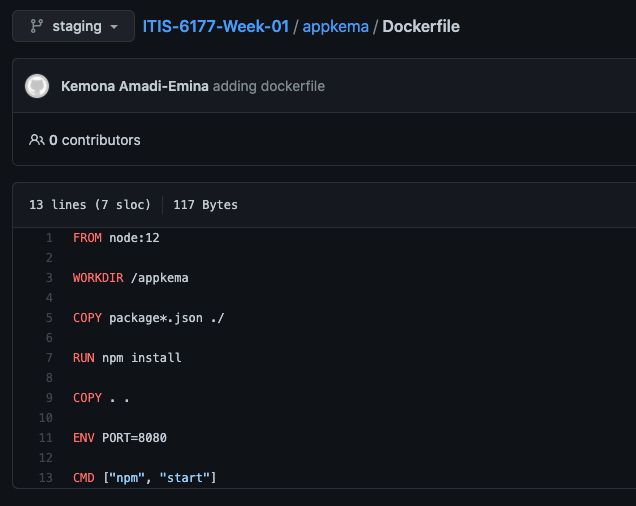 staging ITIS-6177-Week-01 / appkema / Dockerfile
Kemona Amadi-Emina adding dockerfile
0 contributors
13 lines (7 sloc) 117 Bytes
1 FROM node:12
2
3 WORKDIR /appkema
4
5 COPY package*.json ./
6
7 RUN npm install
8
9 COPY . .
10
11 ENV PORT=8080
12
13 CMD ["npm", "start"]